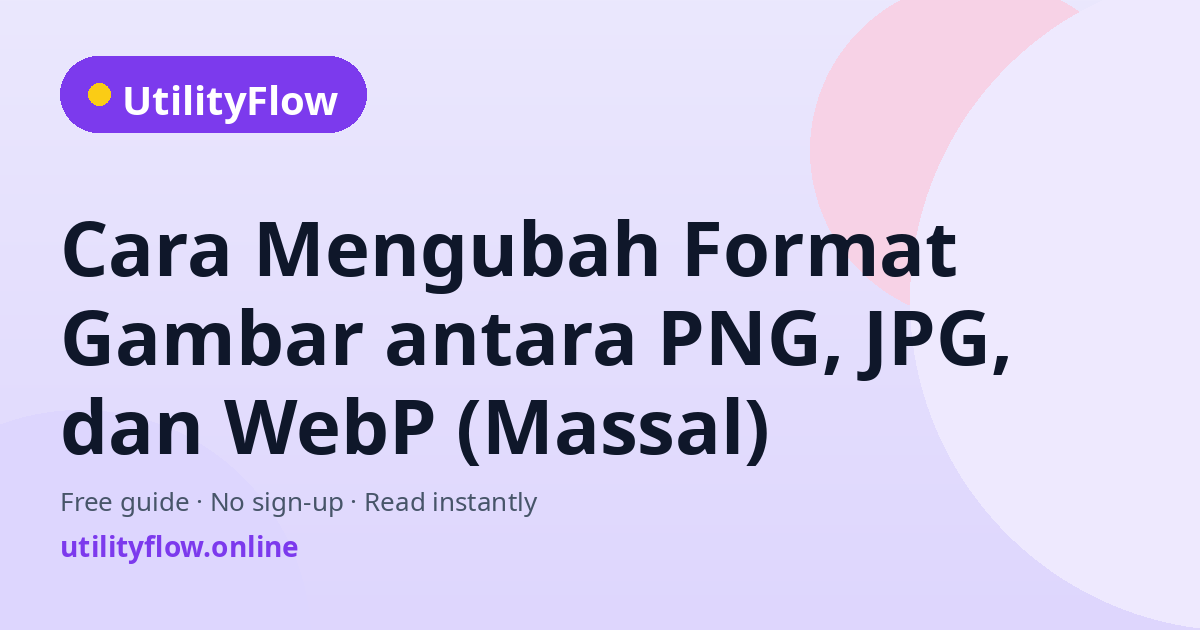 UtilityFlow
Cara Mengubah Format
Gambar antara PNG, JPG,
dan WebP (Massal)
Free guide · No sign-up · Read instantly
utilityflow.online